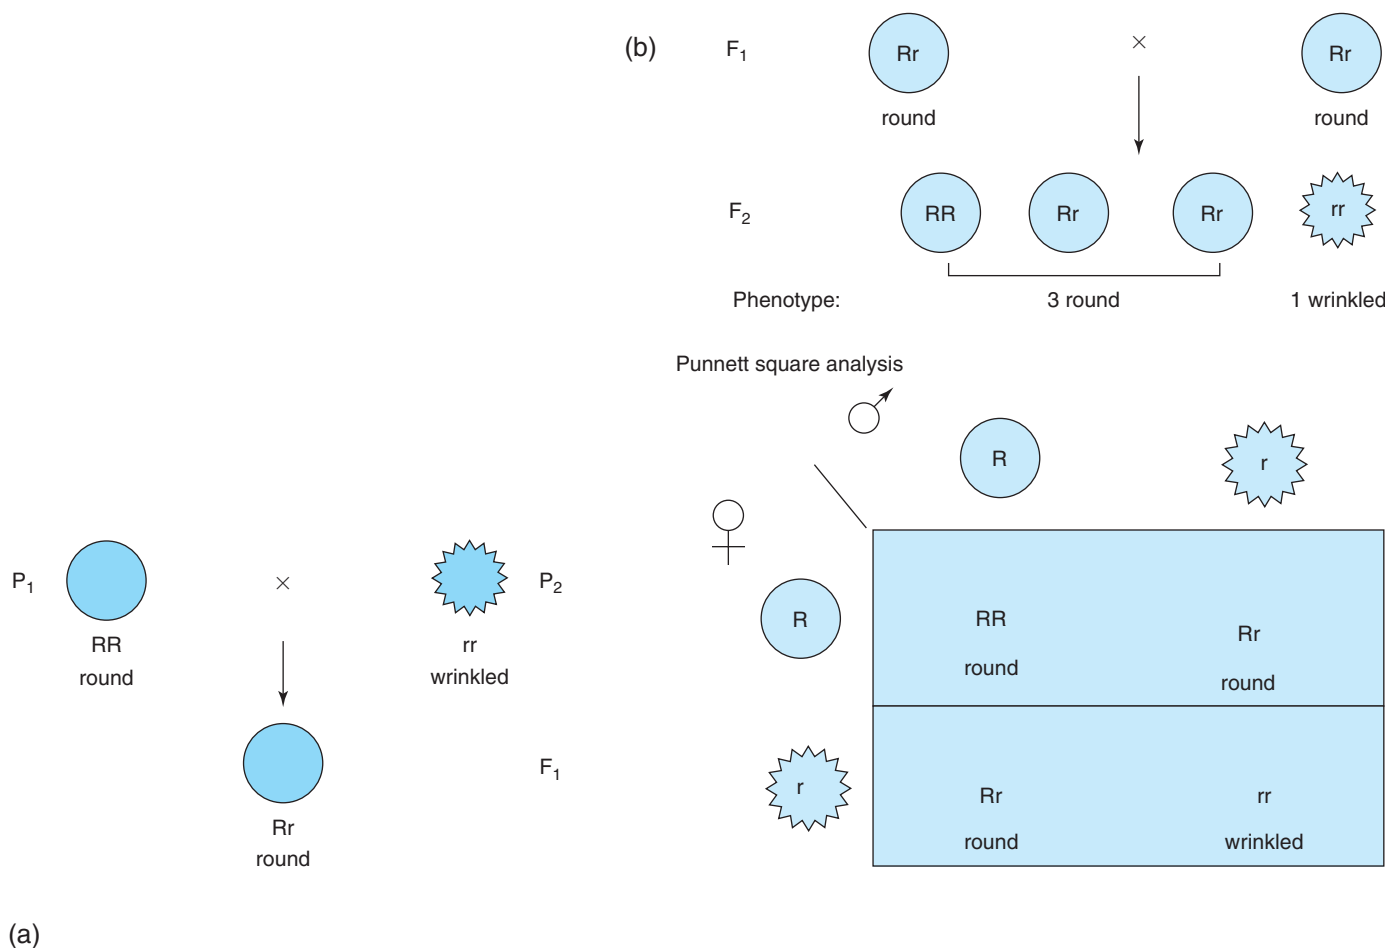 (b)
F1 Rr × Rr
round round
F2 RR Rr Rr rr
Phenotype: 3 round 1 wrinkled
Punnett square analysis
R r
R RR Rr
round round
r Rr rr
round wrinkled
P1 × P2
RR rr
round wrinkled
F1
Rr
round
(a)